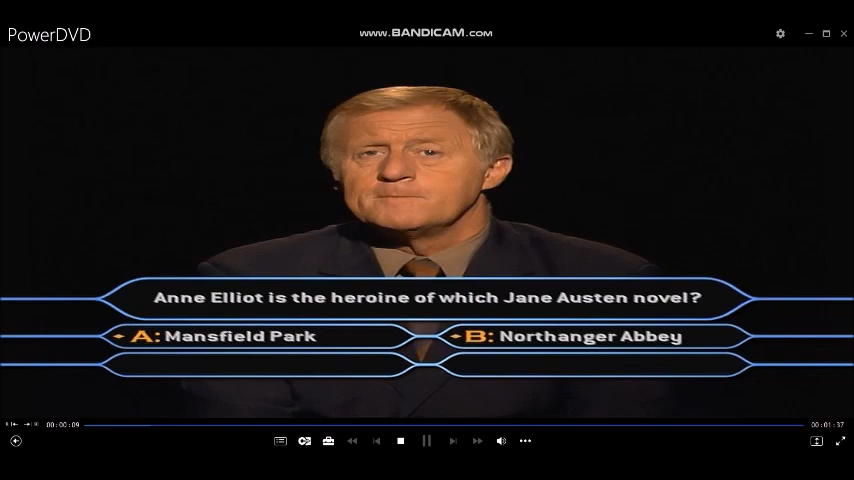 PowerDVD
www.BANDICAM.com
Anne Elliot is the heroine of which Jane Austen novel?
A: Mansfield Park
B: Northanger Abbey
00:00:09
00:01:37